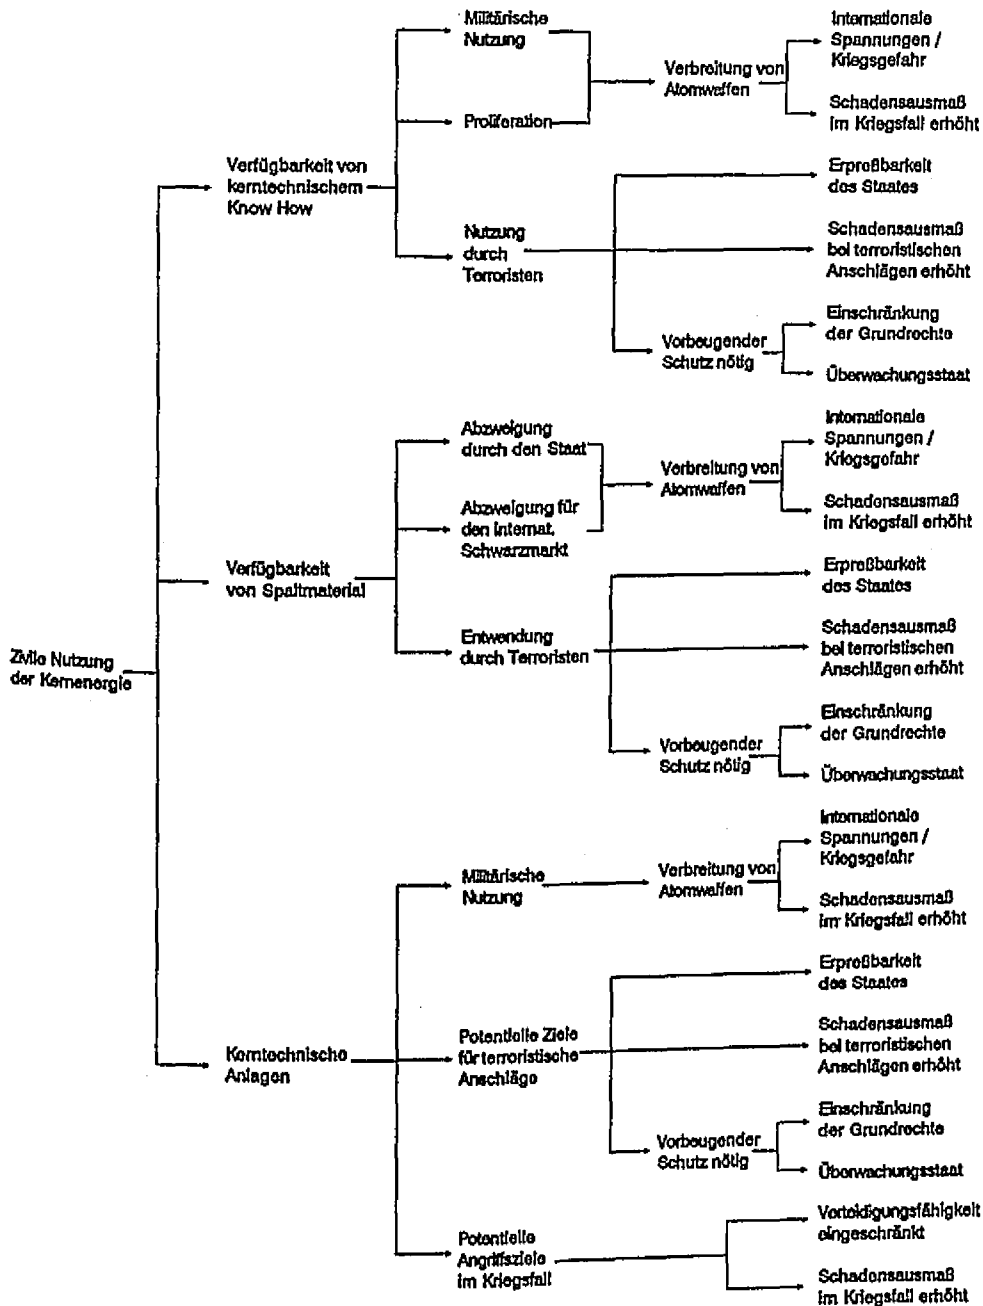 Militärische
Nutzung
Internationale
Spannungen /
Kriegsgefahr
Verbreitung von
Atomwaffen
Schadensausmaß
im Kriegsfall erhöht
Proliferation
Verfügbarkeit von
kerntechnischem
Know How
Erpreßbarkeit
des Staates
Nutzung
durch
Terroristen
Schadensausmaß
bei terroristischen
Anschlägen erhöht
Vorbeugender
Schutz nötig
Einschränkung
der Grundrechte
Überwachungsstaat
Abzweigung
durch den Staat
Internationale
Spannungen /
Kriegsgefahr
Verbreitung von
Atomwaffen
Abzweigung für
den internat.
Schwarzmarkt
Schadensausmaß
im Kriegsfall erhöht
Verfügbarkeit
von Spaltmaterial
Erpreßbarkeit
des Staates
Entwendung
durch Terroristen
Schadensausmaß
bei terroristischen
Anschlägen erhöht
Zivile Nutzung
der Kernenergie
Vorbeugender
Schutz nötig
Einschränkung
der Grundrechte
Überwachungsstaat
Militärische
Nutzung
Verbreitung von
Atomwaffen
Internationale
Spannungen /
Kriegsgefahr
Schadensausmaß
im Kriegsfall erhöht
Erpreßbarkeit
des Staates
Kerntechnische
Anlagen
Potentielle Ziele
für terroristische
Anschläge
Schadensausmaß
bei terroristischen
Anschlägen erhöht
Vorbeugender
Schutz nötig
Einschränkung
der Grundrechte
Überwachungsstaat
Potentielle
Angriffsziele
im Kriegsfall
Verteidigungsfähigkeit
eingeschränkt
Schadensausmaß
im Kriegsfall erhöht